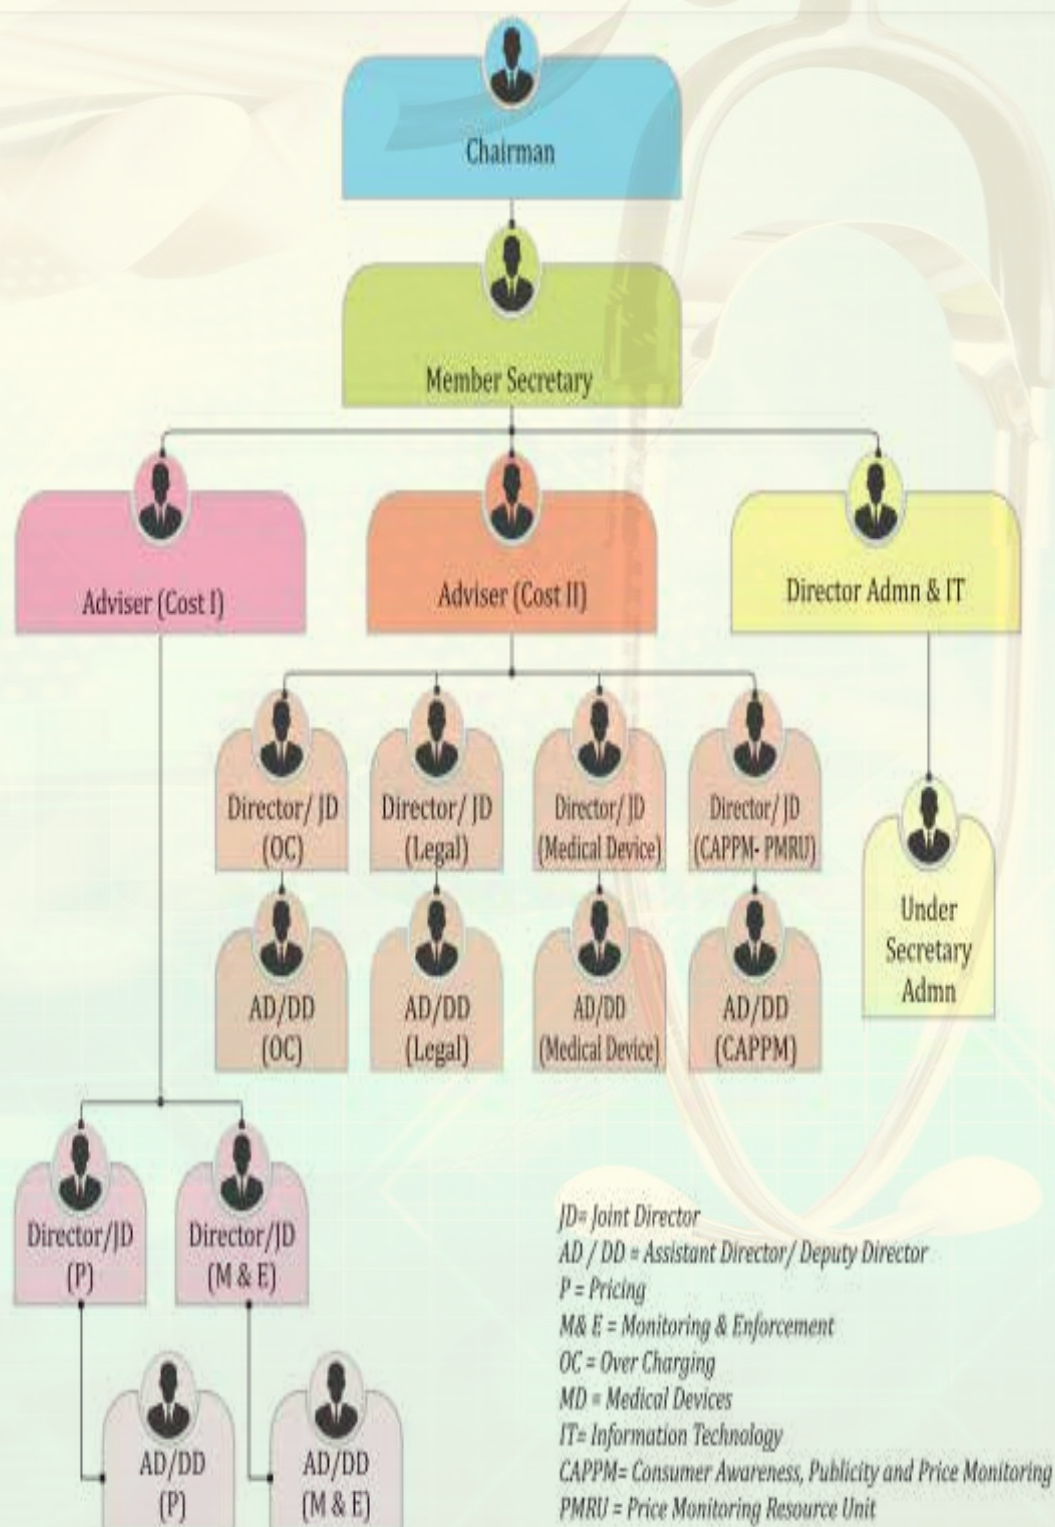 Chairman
Member Secretary
Adviser (Cost I)
Adviser (Cost II)
Director Admn & IT
Director/ JD
(OC)
Director/ JD
(Legal)
Director/ JD
(Medical Device)
Director/ JD
(CAPPM- PMRU)
Under
Secretary
Admn
AD/DD
(OC)
AD/DD
(Legal)
AD/DD
(Medical Device)
AD/DD
(CAPPM)
Director/JD
(P)
Director/JD
(M & E)
AD/DD
(P)
AD/DD
(M & E)
JD= Joint Director
AD / DD = Assistant Director/ Deputy Director
P = Pricing
M& E = Monitoring & Enforcement
OC = Over Charging
MD = Medical Devices
IT= Information Technology
CAPPM= Consumer Awareness, Publicity and Price Monitoring
PMRU = Price Monitoring Resource Unit